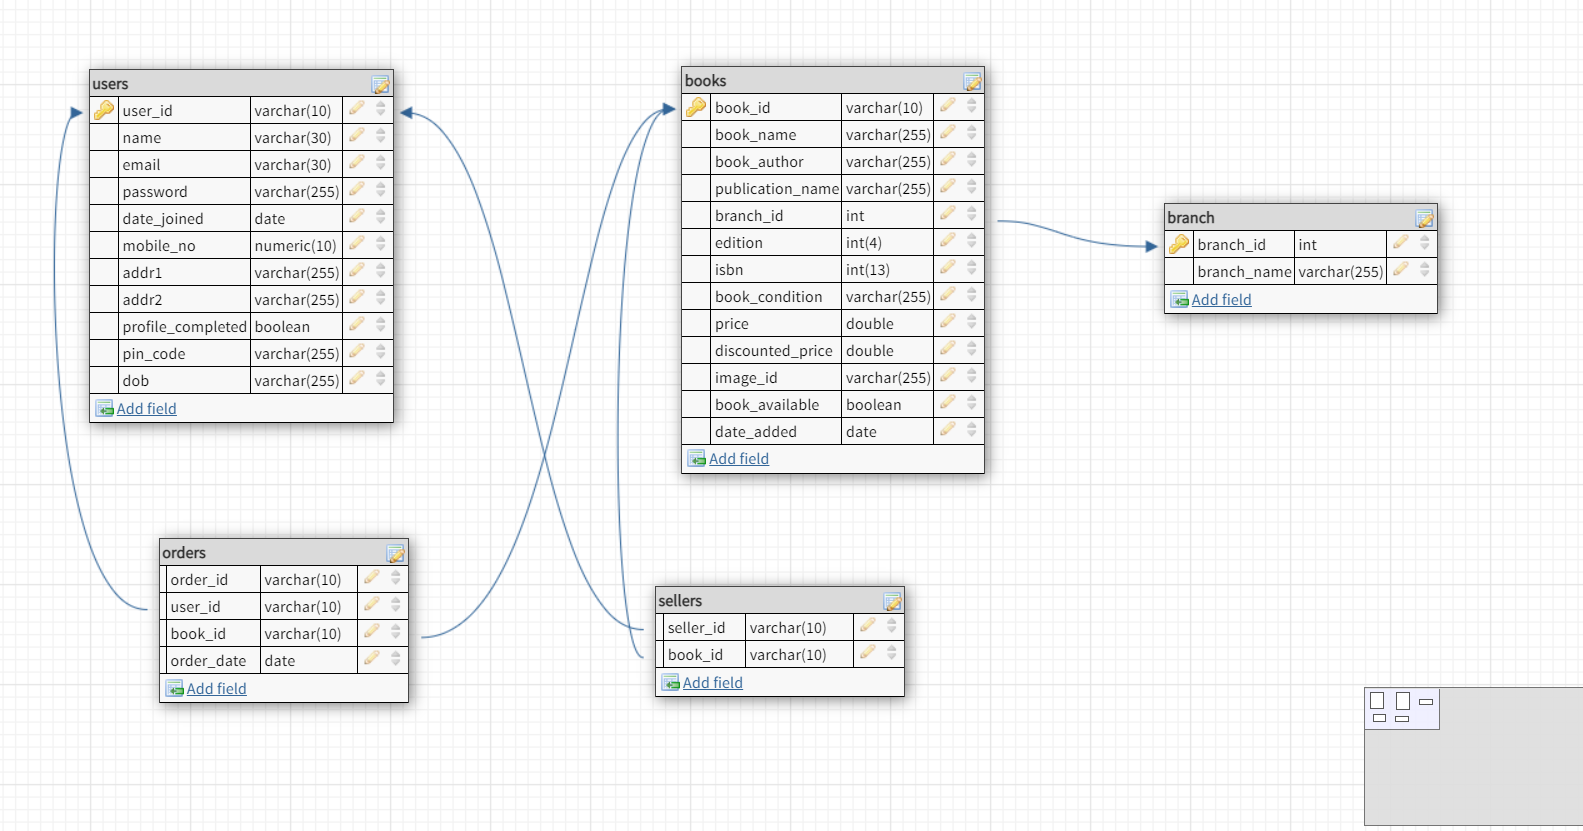 users
user_id varchar(10)
name varchar(30)
email varchar(30)
password varchar(255)
date_joined date
mobile_no numeric(10)
addr1 varchar(255)
addr2 varchar(255)
profile_completed boolean
pin_code varchar(255)
dob varchar(255)
Add field
books
book_id varchar(10)
book_name varchar(255)
book_author varchar(255)
publication_name varchar(255)
branch_id int
edition int(4)
isbn int(13)
book_condition varchar(255)
price double
discounted_price double
image_id varchar(255)
book_available boolean
date_added date
Add field
branch
branch_id int
branch_name varchar(255)
Add field
orders
order_id varchar(10)
user_id varchar(10)
book_id varchar(10)
order_date date
Add field
sellers
seller_id varchar(10)
book_id varchar(10)
Add field